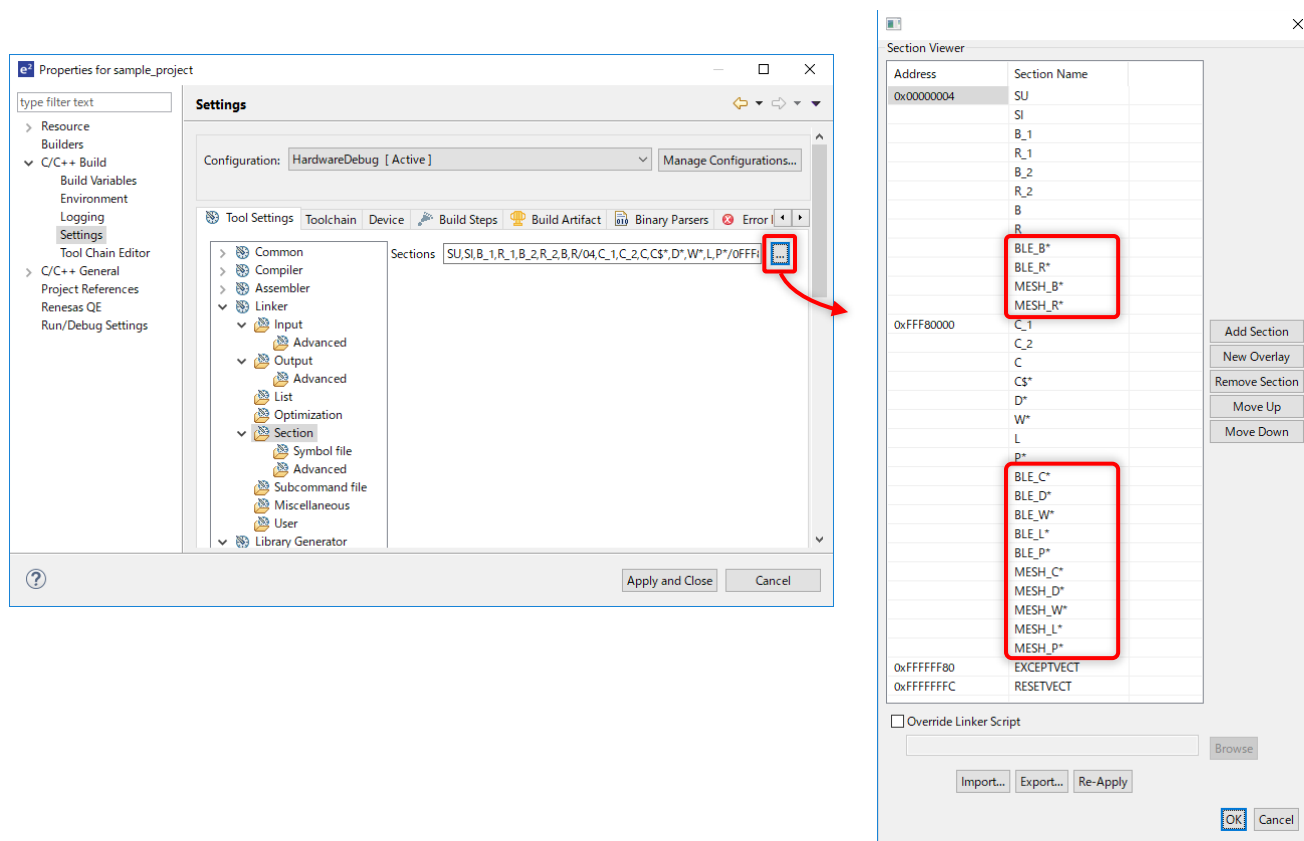 Properties for sample_project
type filter text
Resource
Builders
C/C++ Build
Build Variables
Environment
Logging
Settings
Tool Chain Editor
C/C++ General
Project References
Renesas QE
Run/Debug Settings
Settings
Configuration: HardwareDebug [ Active ] Manage Configurations...
Tool Settings Toolchain Device Build Steps Build Artifact Binary Parsers Error
Common
Compiler
Assembler
Linker
Input
Advanced
Output
Advanced
List
Optimization
Section
Symbol file
Advanced
Subcommand file
Miscellaneous
User
Library Generator
Sections SU,SI,B_1,R_1,B_2,R_2,B,R/04,C_1,C_2,C,C$*,D*,W*,L,P*/0FFF8 ...
Apply and Close Cancel
Section Viewer
Address Section Name
0x00000004 SU
SI
B_1
R_1
B_2
R_2
B
R
BLE_B*
BLE_R*
MESH_B*
MESH_R*
0xFFF80000 C_1
C_2
C
C$*
D*
W*
L
P*
BLE_C*
BLE_D*
BLE_W*
BLE_L*
BLE_P*
MESH_C*
MESH_D*
MESH_W*
MESH_L*
MESH_P*
0xFFFFFF80 EXCEPTVECT
0xFFFFFFFC RESETVECT
Add Section
New Overlay
Remove Section
Move Up
Move Down
Override Linker Script
Browse
Import... Export... Re-Apply
OK Cancel